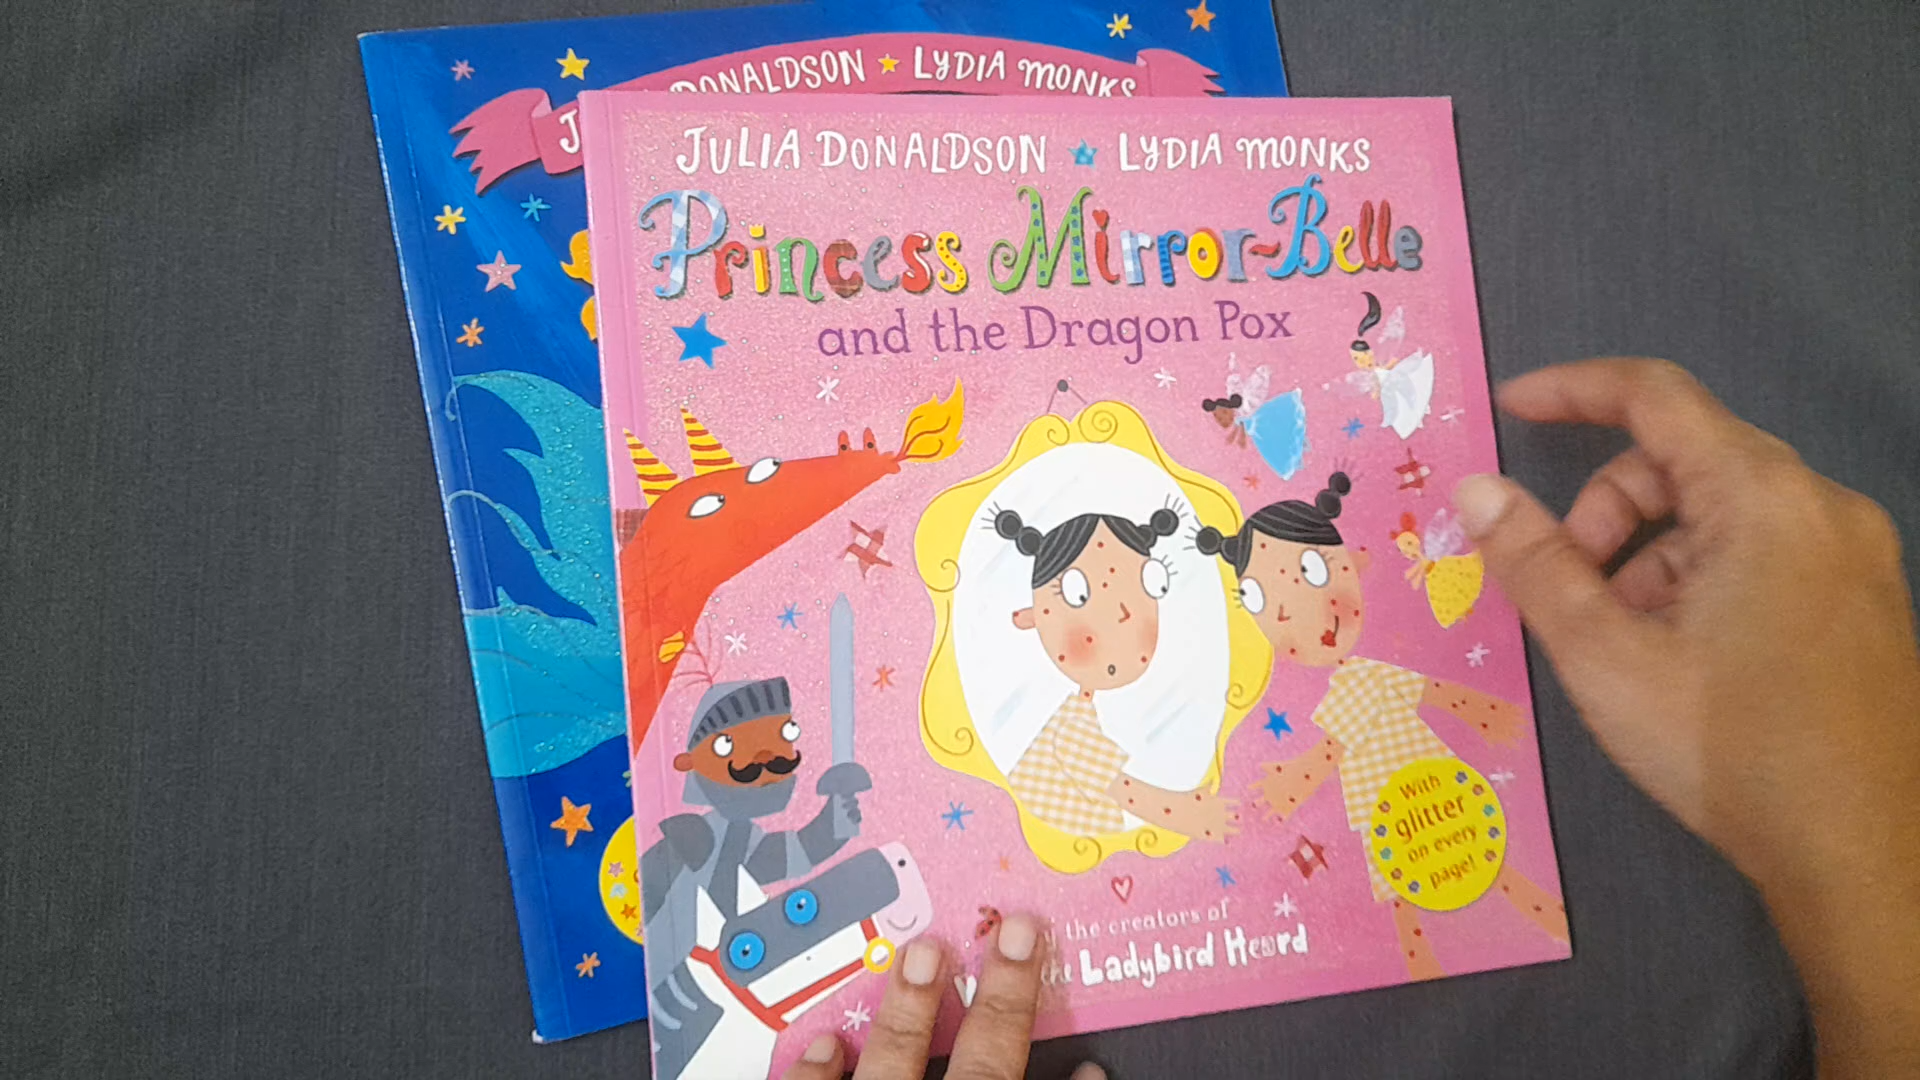 DONALDSON ★ LYDIA MONKS
JULIA DONALDSON ★ LYDIA MONKS
Princess Mirror-Belle
and the Dragon Pox
With
glitter
on every
page!
the creators of
the Ladybird Heard